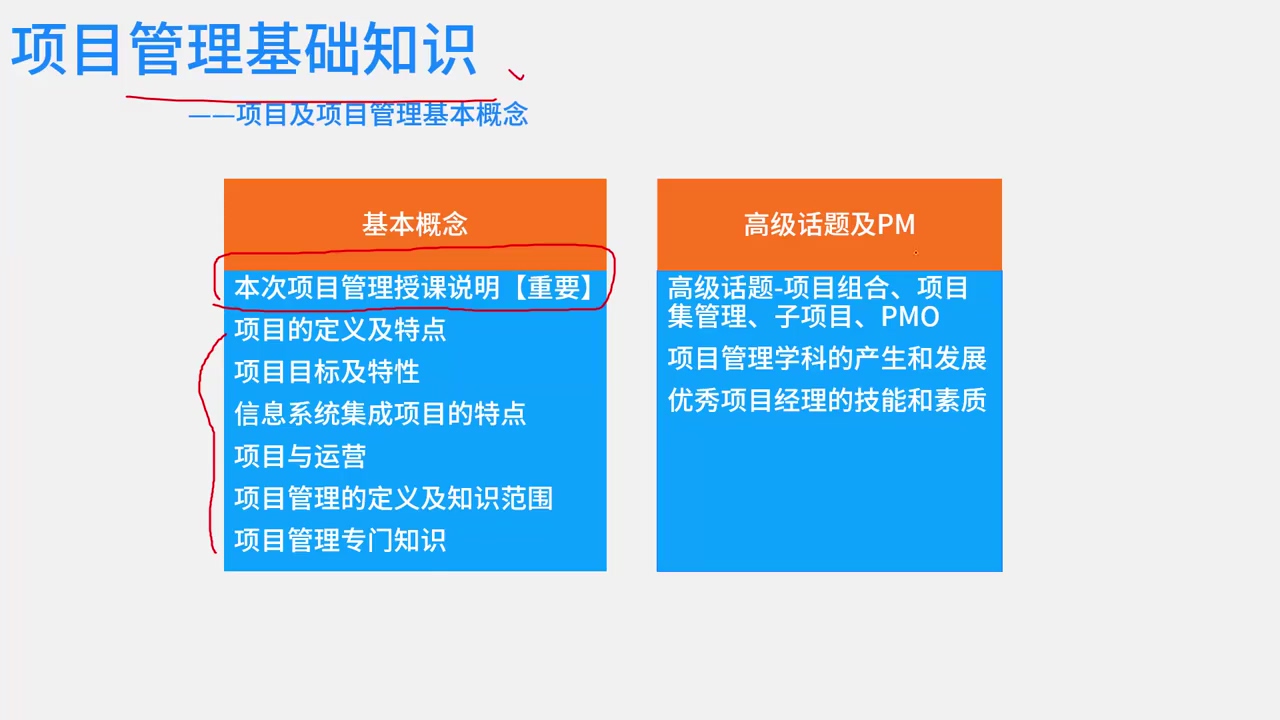 项目管理基础知识
——项目及项目管理基本概念
基本概念
本次项目管理授课说明【重要】
项目的定义及特点
项目目标及特性
信息系统集成项目的特点
项目与运营
项目管理的定义及知识范围
项目管理专门知识
高级话题及PM
高级话题-项目组合、项目
集管理、子项目、PMO
项目管理学科的产生和发展
优秀项目经理的技能和素质